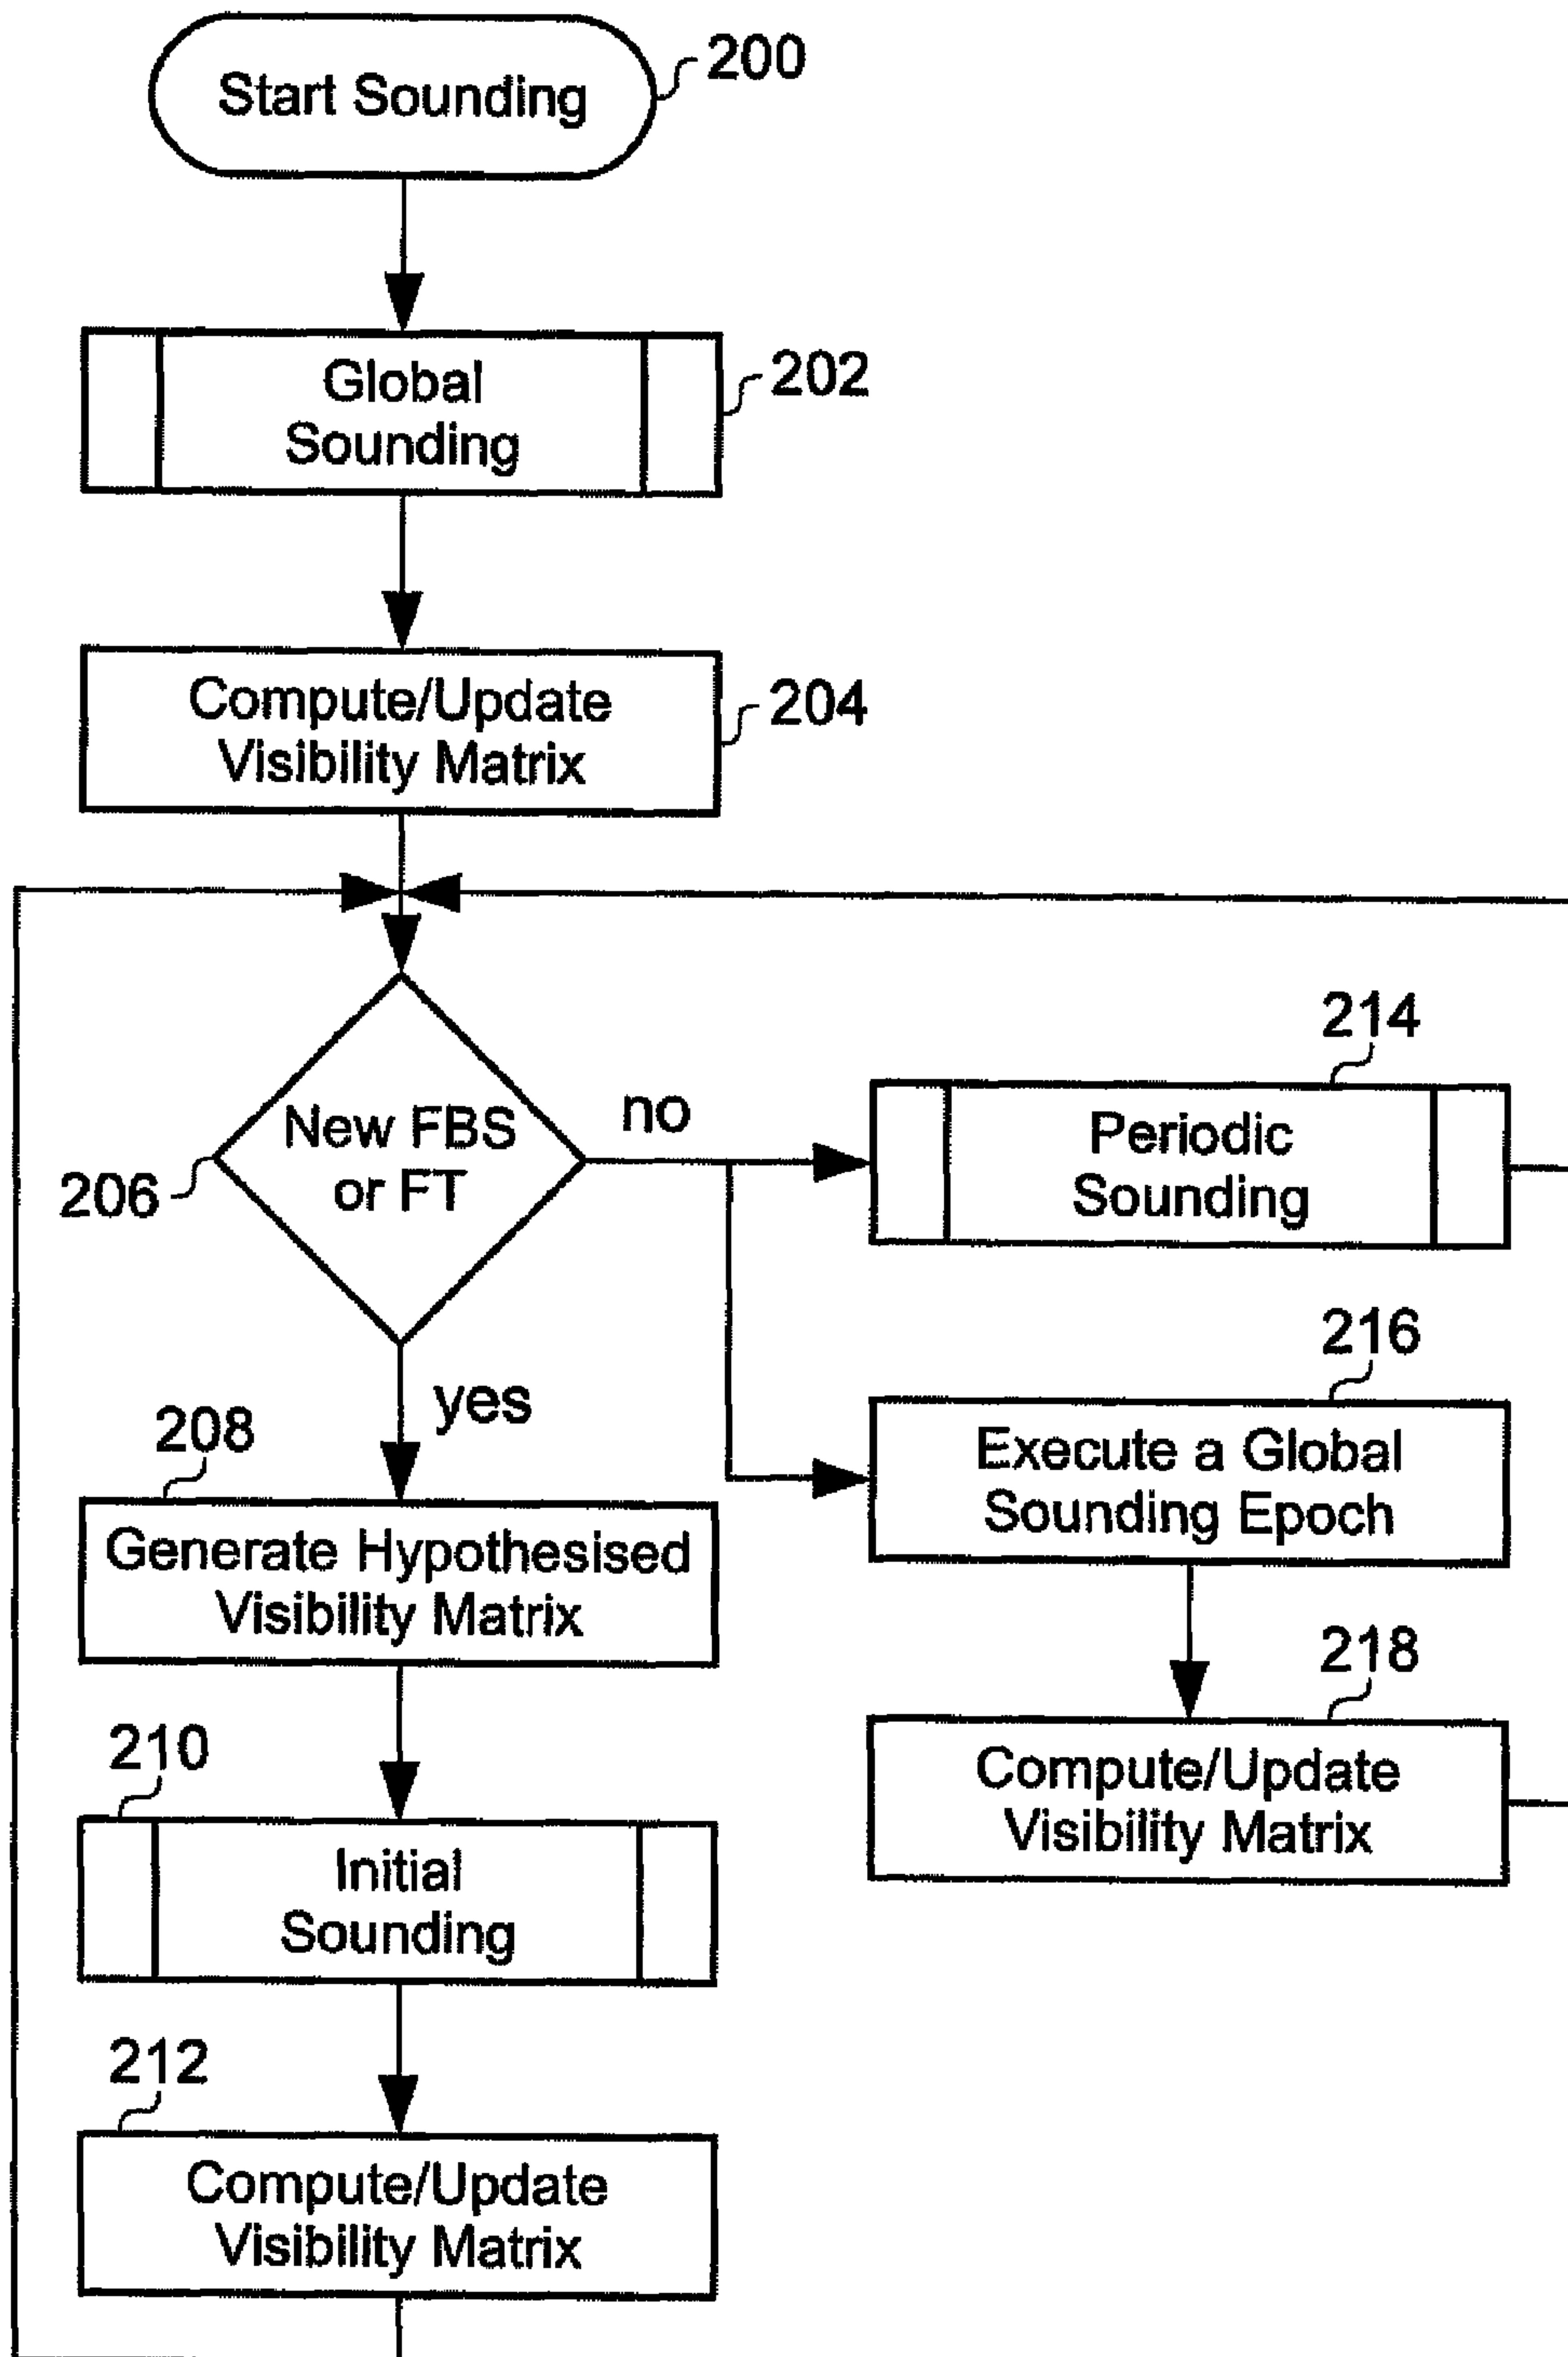 Start Sounding
200
Global
Sounding
202
Compute/Update
Visibility Matrix
204
New FBS
or FT
206
no
yes
214
Periodic
Sounding
216
Execute a Global
Sounding Epoch
218
Compute/Update
Visibility Matrix
208
Generate Hypothesised
Visibility Matrix
210
Initial
Sounding
212
Compute/Update
Visibility Matrix